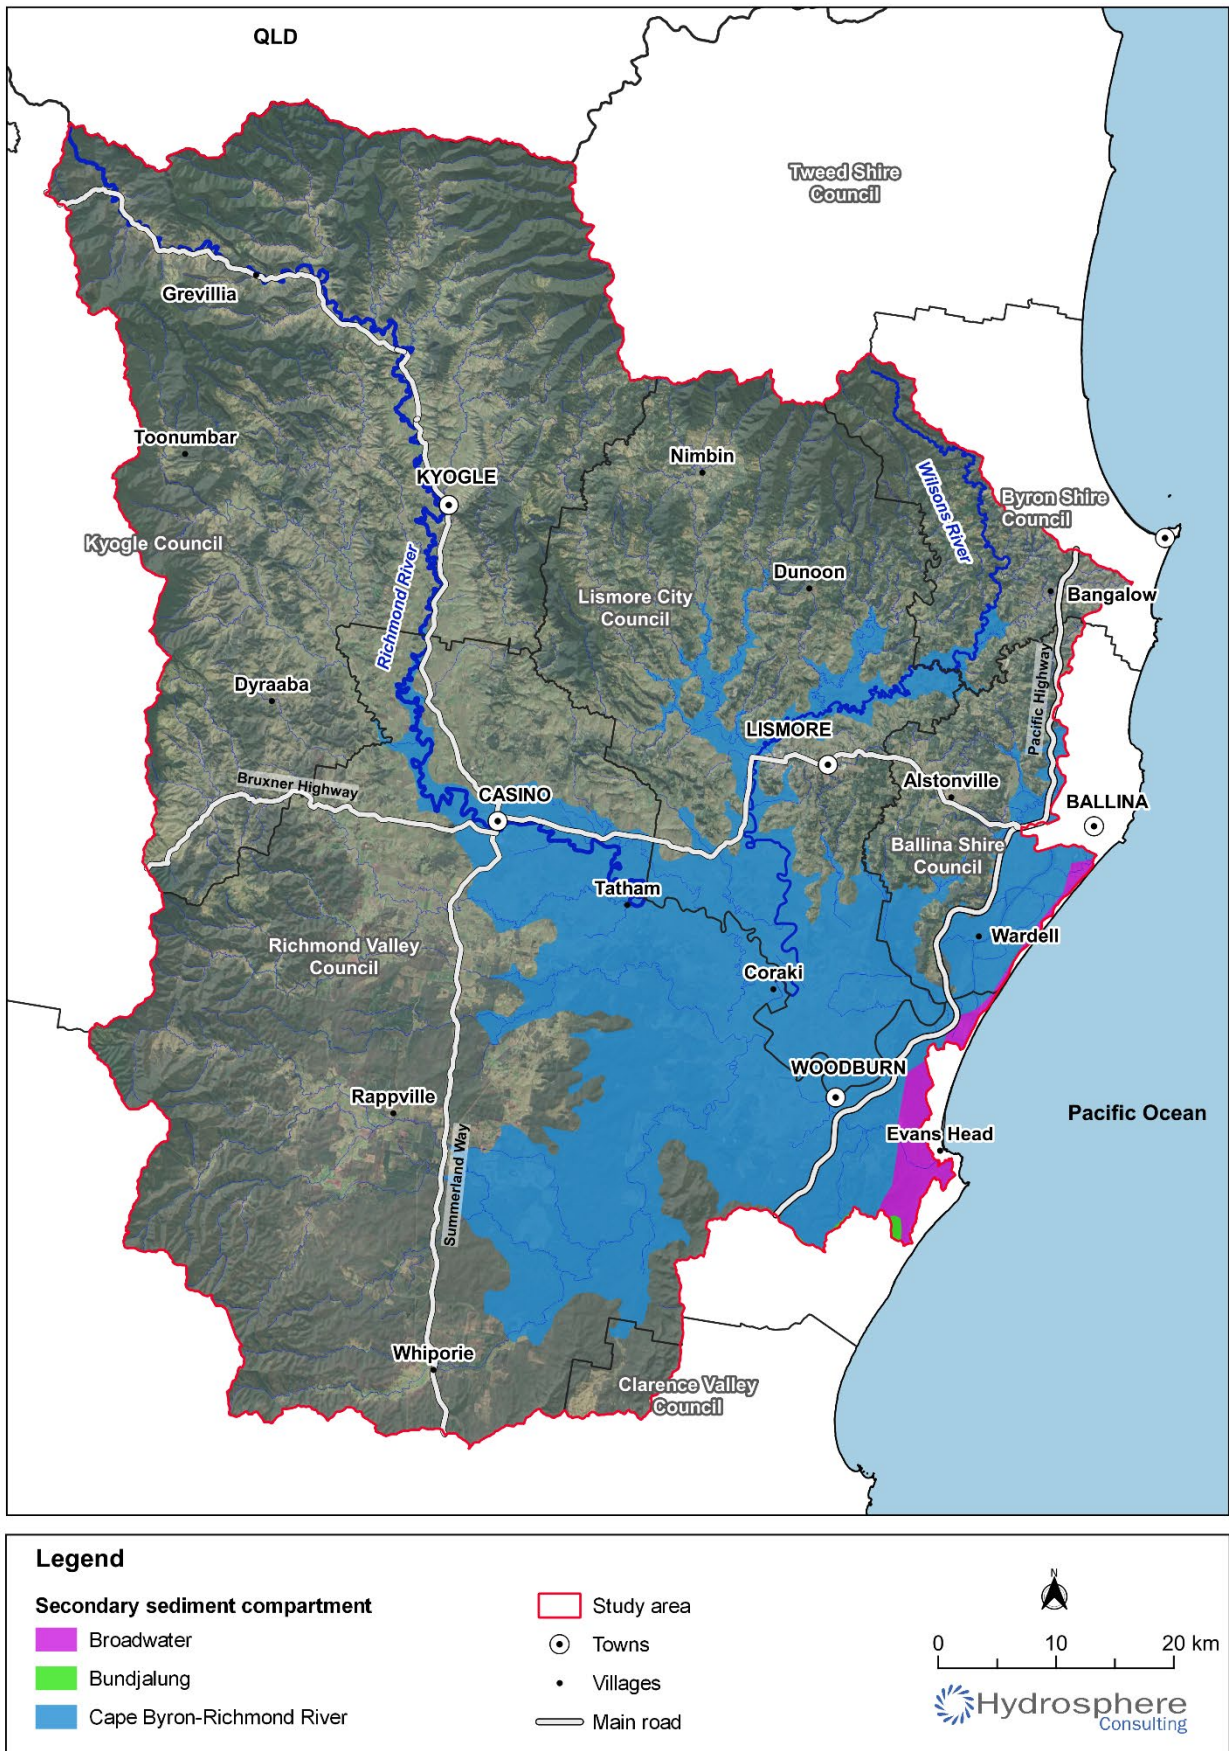 QLD
Tweed Shire
Council
Grevillia
Toonumbar
Nimbin
KYOGLE
Wilsons River
Byron Shire
Council
Kyogle Council
Richmond River
Dunoon
Lismore City
Council
Bangalow
Dyraaba
Pacific Highway
LISMORE
Bruxner Highway
CASINO
Alstonville
BALLINA
Ballina Shire
Council
Tatham
Richmond Valley
Council
Wardell
Coraki
WOODBURN
Rappville
Pacific Ocean
Evans Head
Summerland Way
Whiporie
Clarence Valley
Council
Legend
Secondary sediment compartment
Broadwater
Bundjalung
Cape Byron-Richmond River
Study area
Towns
Villages
Main road
N
0 10 20 km
Hydrosphere
Consulting